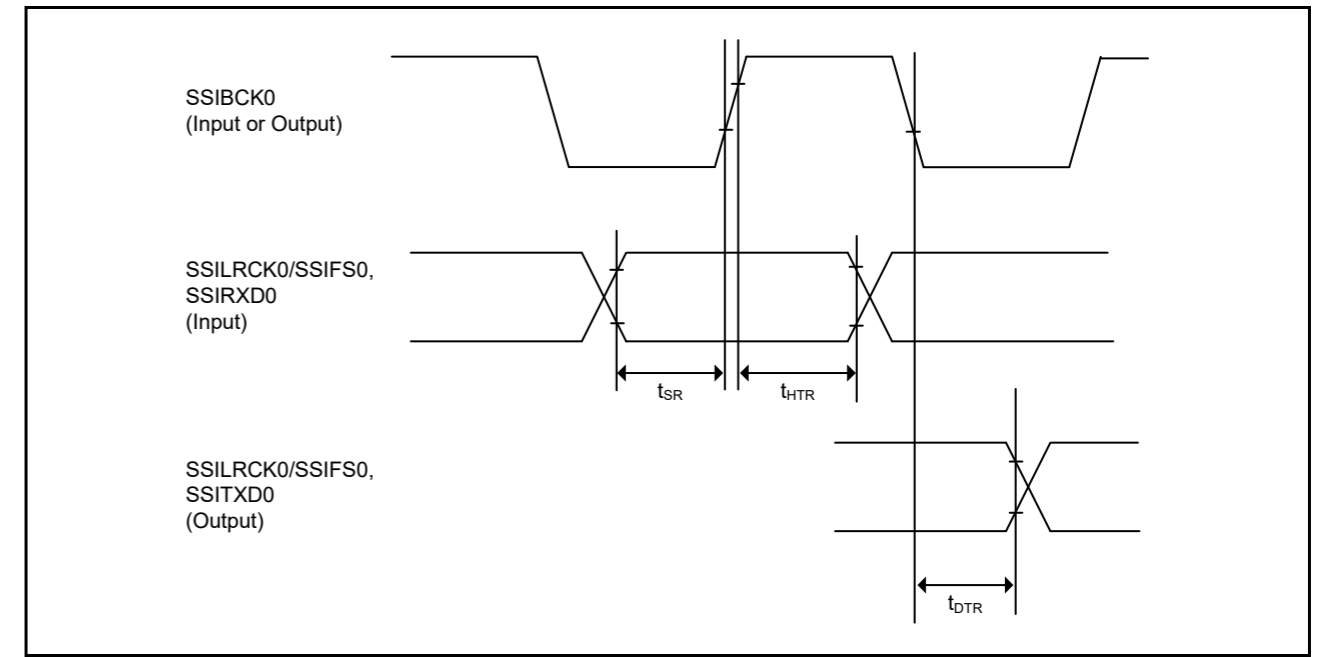 SSIBCK0
(Input or Output)
SSILRCK0/SSIFS0,
SSIRXD0
(Input)
tSR
tHTR
SSILRCK0/SSIFS0,
SSITXD0
(Output)
tDTR